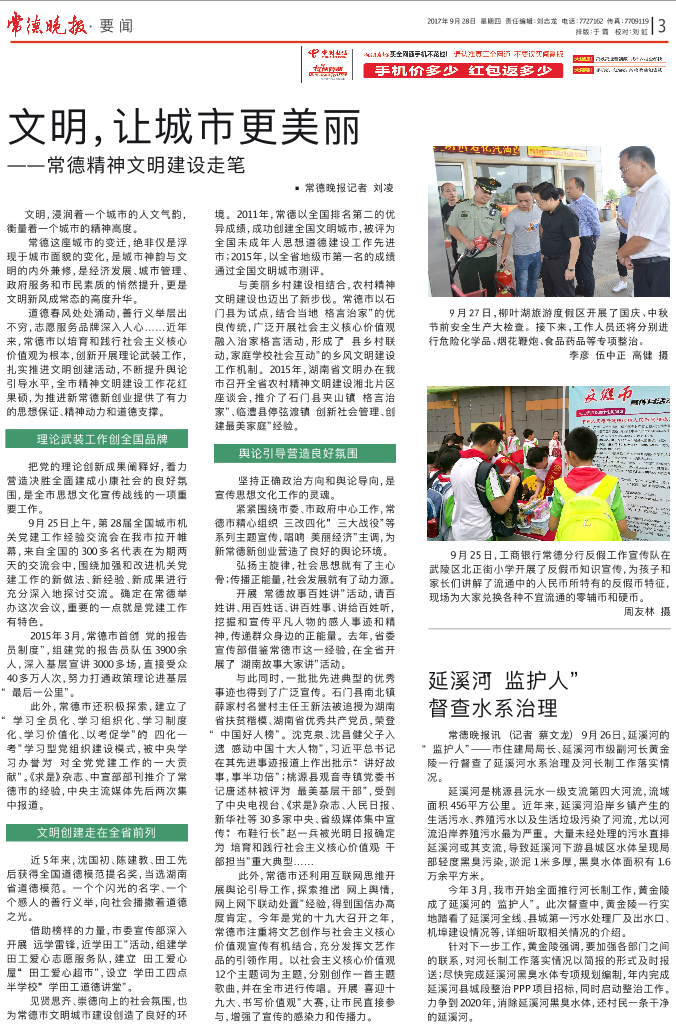 常德晚报·要闻
2017年9月28日 星期四 责任编辑:刘志龙 电话:7727162 传真:7709119
排版:于霞 校对:刘虹
3
手机价多少 红包返多少
文明,让城市更美丽
——常德精神文明建设走笔
■ 常德晚报记者 刘凌
文明,浸润着一个城市的人文气韵,
衡量着一个城市的精神高度。
常德这座城市的变迁,绝非仅是浮
现于城市面貌的变化,是城市神韵与文
明的内外兼修,是经济发展、城市管理、
政府服务和市民素质的悄然提升,更是
文明新风成常态的高度升华。
道德春风处处涌动,善行义举层出
不穷,志愿服务品牌深入人心……近年
来,常德市以培育和践行社会主义核心
价值观为根本,创新开展理论武装工作,
扎实推进文明创建活动,不断提升舆论
引导水平,全市精神文明建设工作花红
果硕,为推进新常德新创业提供了有力
的思想保证、精神动力和道德支撑。
理论武装工作创全国品牌
把党的理论创新成果阐释好,着力
营造决胜全面建成小康社会的良好氛
围,是全市思想文化宣传战线的一项重
要工作。
9月25日上午,第28届全国城市机
关党建工作经验交流会在我市拉开帷
幕,来自全国的300多名代表在为期两
天的交流会中,围绕加强和改进机关党
建工作的新做法、新经验、新成果进行
充分深入地探讨交流。确定在常德举
办这次会议,重要的一点就是党建工作
有特色。
2015年3月,常德市首创 党的报告
员制度”,组建党的报告员队伍3900余
人,深入基层宣讲3000多场,直接受众
40多万人次,努力打通政策理论进基层
“ 最后一公里”。
此外,常德市还积极探索,建立了
“ 学习全员化、学习组织化、学习制度
化、学习价值化、以考促学”的 四化一
考”学习型党组织建设模式,被中央学
习办誉为 对全党党建工作的一大贡
献”。《求是》杂志、中宣部部刊推介了常
德市的经验,中央主流媒体先后两次集
中报道。
文明创建走在全省前列
近5年来,沈国初、陈建教、田工先
后获得全国道德模范提名奖,当选湖南
省道德模范。一个个闪光的名字、一个
个感人的善行义举,向社会播撒着道德
之光。
借助榜样的力量,市委宣传部深入
开展 远学雷锋,近学田工”活动,组建学
田工爱心志愿服务队,建立 田工爱心
屋”“ 田工爱心超市”,设立 学田工四点
半学校”“ 学田工道德讲堂”。
见贤思齐、崇德向上的社会氛围,也
为常德市文明城市建设创造了良好的环
境。2011年,常德以全国排名第二的优
异成绩,成功创建全国文明城市,被评为
全国未成年人思想道德建设工作先进
市;2015年,以全省地级市第一名的成绩
通过全国文明城市测评。
与美丽乡村建设相结合,农村精神
文明建设也迈出了新步伐。常德市以石
门县为试点,结合当地 格言治家”的优
良传统,广泛开展社会主义核心价值观
融入治家格言活动,形成了 县乡村联
动,家庭学校社会互动”的乡风文明建设
工作机制。2015年,湖南省文明办在我
市召开全省农村精神文明建设湘北片区
座谈会,推介了石门县夹山镇 格言治
家”、临澧县停弦渡镇 创新社会管理、创
建最美家庭”经验。
舆论引导营造良好氛围
坚持正确政治方向和舆论导向,是
宣传思想文化工作的灵魂。
紧紧围绕市委、市政府中心工作,常
德市精心组织 三改四化”“ 三大战役”等
系列主题宣传,唱响 美丽经济”主调,为
新常德新创业营造了良好的舆论环境。
弘扬主旋律,社会思想就有了主心
骨;传播正能量,社会发展就有了动力源。
开展 常德故事百姓讲”活动,请百
姓讲、用百姓话、讲百姓事、讲给百姓听,
挖掘和宣传平凡人物的感人事迹和精
神,传递群众身边的正能量。去年,省委
宣传部借鉴常德市这一经验,在全省开
展了 湖南故事大家讲”活动。
与此同时,一批批先进典型的优秀
事迹也得到了广泛宣传。石门县南北镇
薛家村名誉村主任王新法被追授为湖南
省扶贫楷模、湖南省优秀共产党员,荣登
“ 中国好人榜”。沈克泉、沈昌健父子入
选 感动中国十大人物”,习近平总书记
在其先进事迹报道上作出批示:“ 讲好故
事,事半功倍”;桃源县观音寺镇党委书
记唐述林被评为 最美基层干部”,受到
了中央电视台、《求是》杂志、人民日报、
新华社等30多家中央、省级媒体集中宣
传;“ 布鞋行长”赵一兵被光明日报确定
为 培育和践行社会主义核心价值观 干
部担当”重大典型……
此外,常德市还利用互联网思维开
展舆论引导工作,探索推出 网上舆情,
网上网下联动处置”经验,得到国信办高
度肯定。今年是党的十九大召开之年,
常德市注重将文艺创作与社会主义核心
价值观宣传有机结合,充分发挥文艺作
品的引领作用。以社会主义核心价值观
12个主题词为主题,分别创作一首主题
歌曲,并在全市进行传唱。开展 喜迎十
九大、书写价值观”大赛,让市民直接参
与,增强了宣传的感染力和传播力。
9月27日,柳叶湖旅游度假区开展了国庆、中秋
节前安全生产大检查。接下来,工作人员还将分别进
行危险化学品、烟花鞭炮、食品药品等专项整治。
李彦 伍中正 高健 摄
9月25日,工商银行常德分行反假工作宣传队在
武陵区北正街小学开展了反假币知识宣传,为孩子和
家长们讲解了流通中的人民币所特有的反假币特征,
现场为大家兑换各种不宜流通的零辅币和硬币。
周友林 摄
延溪河 监护人”
督查水系治理
常德晚报讯 (记者 蔡文龙) 9月26日,延溪河的
“ 监护人”——市住建局局长、延溪河市级副河长黄金
陵一行督查了延溪河水系治理及河长制工作落实情
况。
延溪河是桃源县沅水一级支流第四大河流,流域
面积456平方公里。近年来,延溪河沿岸乡镇产生的
生活污水、养殖污水以及生活垃圾污染了河流,尤以河
流沿岸养殖污水最为严重。大量未经处理的污水直排
延溪河或其支流,导致延溪河下游县城区水体呈现局
部轻度黑臭污染,淤泥1米多厚,黑臭水体面积有1.6
万余平方米。
今年3月,我市开始全面推行河长制工作,黄金陵
成了延溪河的 监护人”。此次督查中,黄金陵一行实
地踏看了延溪河全线、县城第一污水处理厂及出水口、
机埠建设情况等,详细听取相关情况的介绍。
针对下一步工作,黄金陵强调,要加强各部门之间
的联系,对河长制工作落实情况以简报的形式及时报
送;尽快完成延溪河黑臭水体专项规划编制,年内完成
延溪河县城段整治PPP项目招标,同时启动整治工作。
力争到2020年,消除延溪河黑臭水体,还村民一条干净
的延溪河。